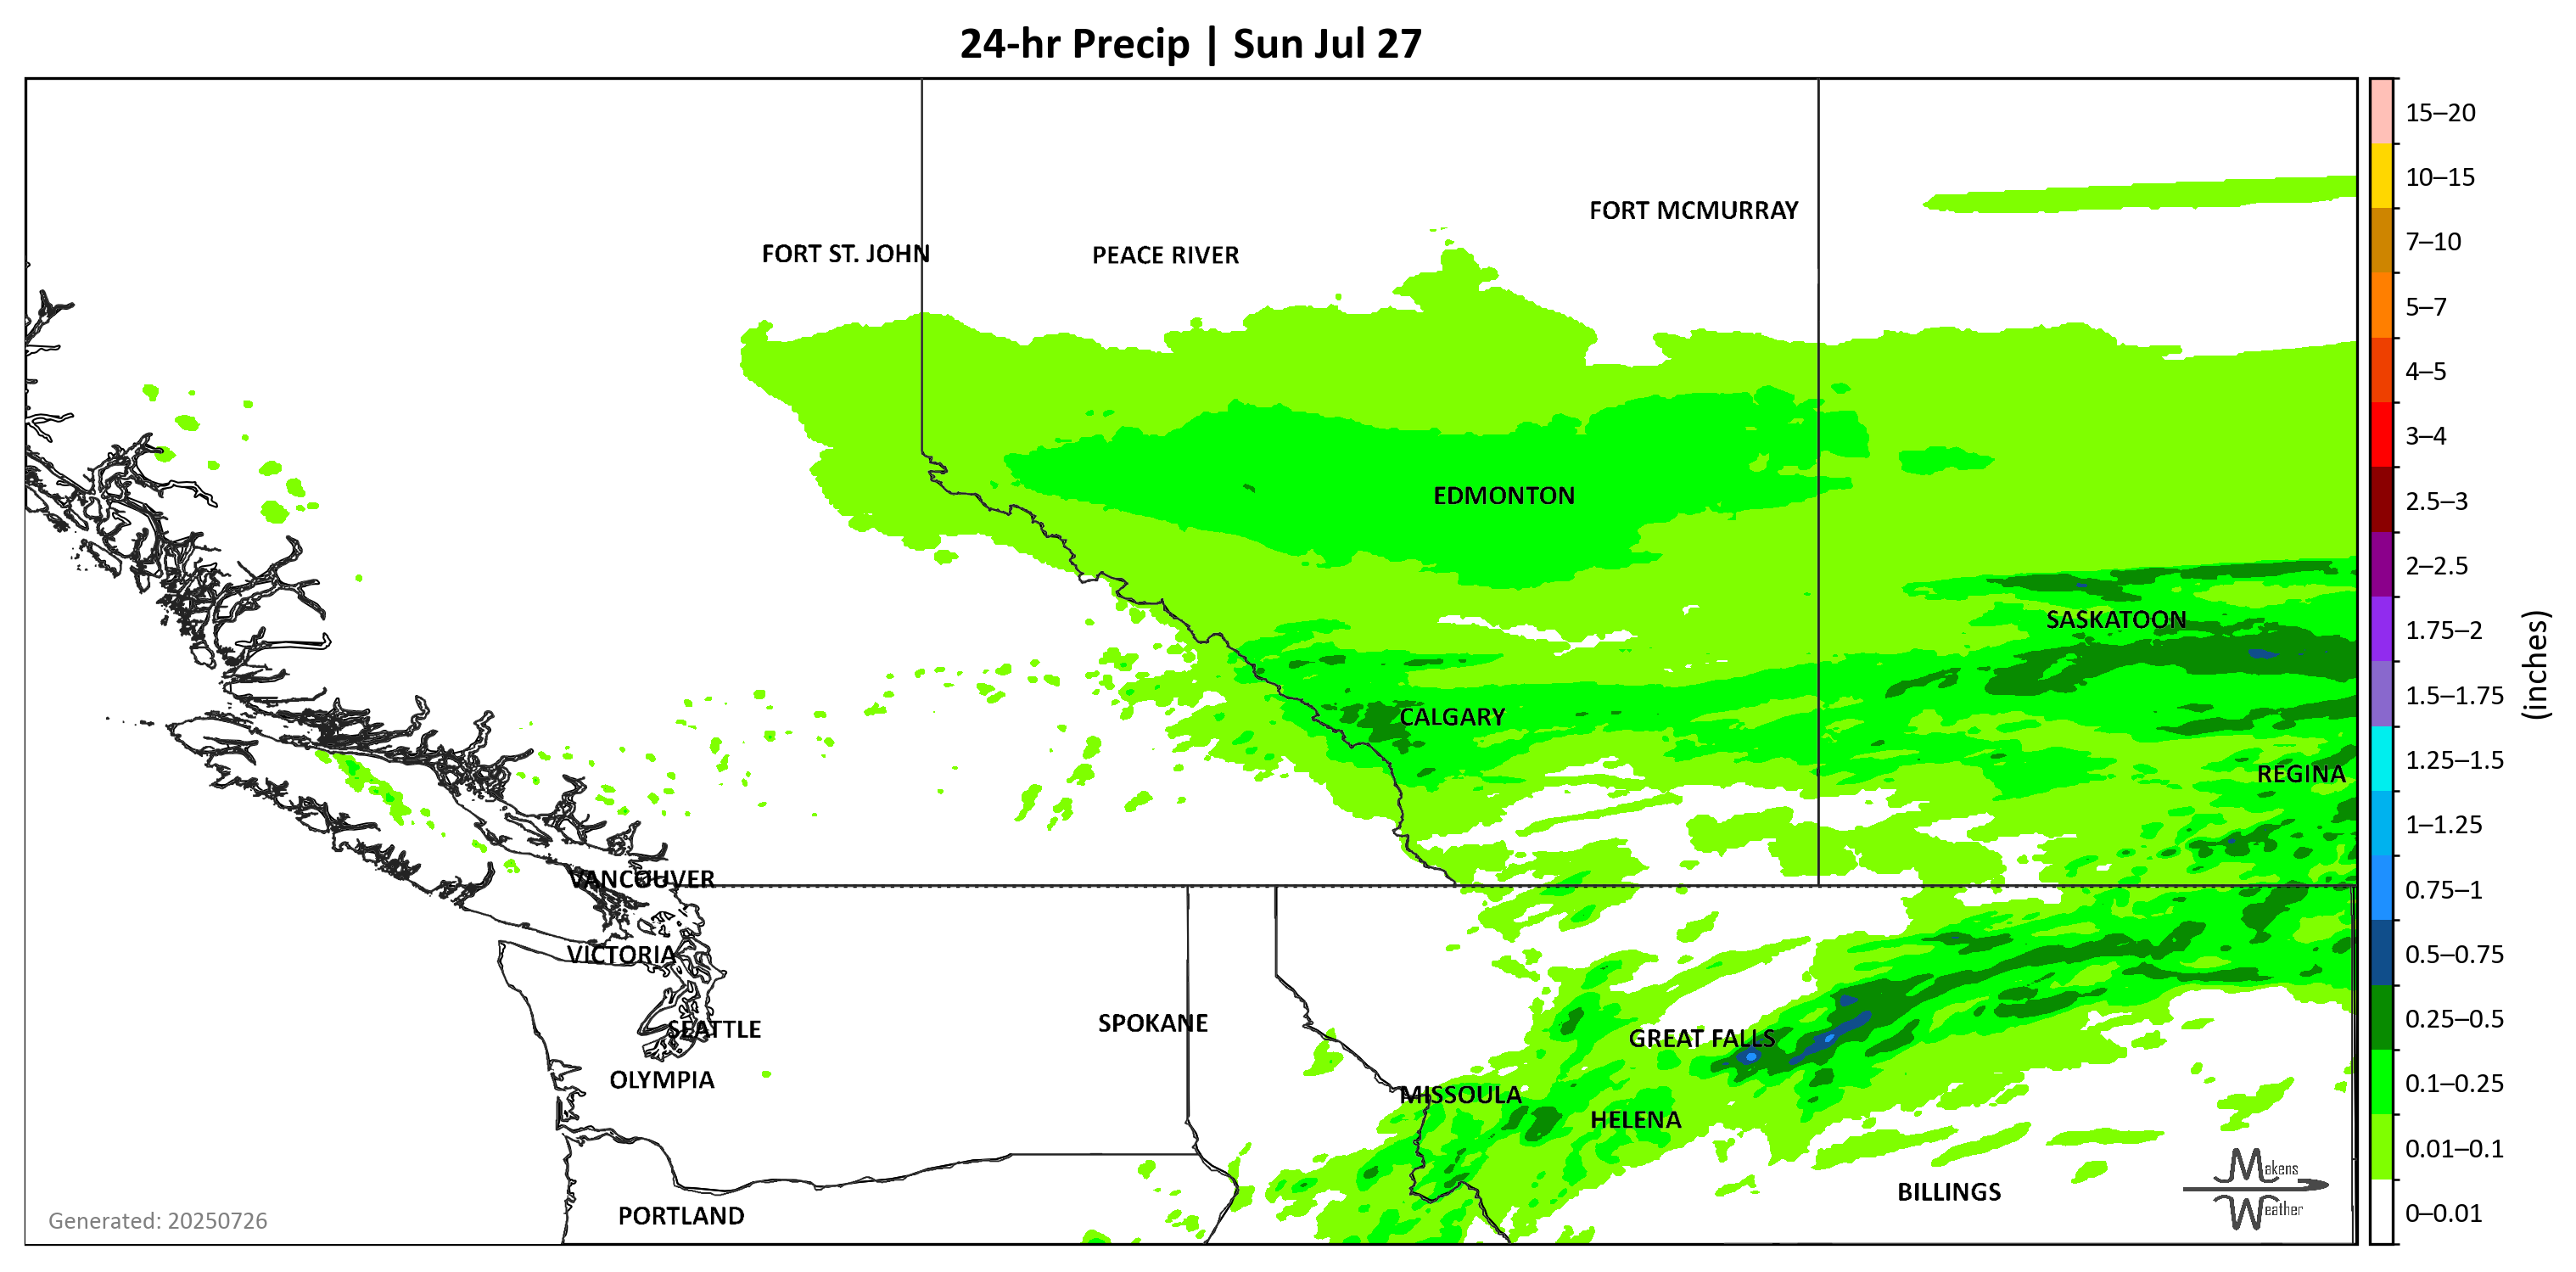 24-hr Precip | Sun Jul 27
FORT MCMURRAY
FORT ST. JOHN
PEACE RIVER
EDMONTON
SASKATOON
CALGARY
REGINA
VANCOUVER
VICTORIA
SPOKANE
SEATTLE
GREAT FALLS
OLYMPIA
MISSOULA
HELENA
BILLINGS
PORTLAND
Generated: 20250726
Makens
Weather
15–20
10–15
7–10
5–7
4–5
3–4
2.5–3
2–2.5
1.75–2
1.5–1.75
1.25–1.5
1–1.25
0.75–1
0.5–0.75
0.25–0.5
0.1–0.25
0.01–0.1
0–0.01
(inches)